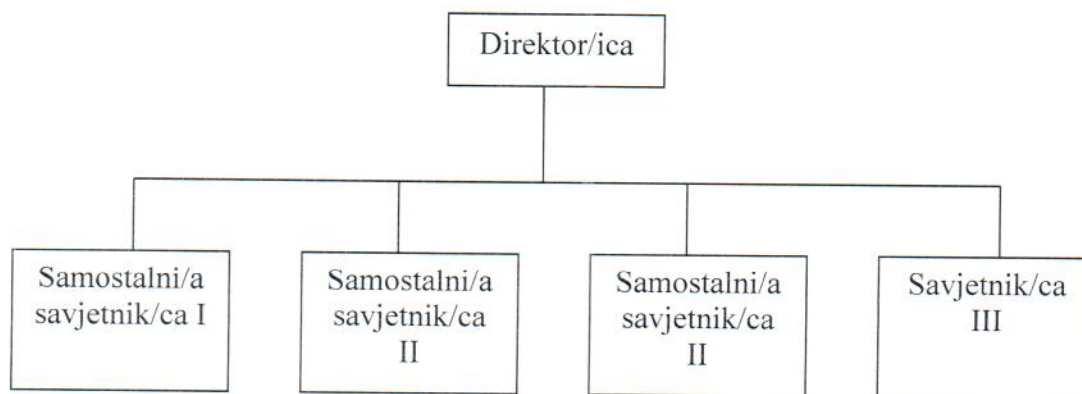 Direktor/ica
Samostalni/a
savjetnik/ca I
Samostalni/a
savjetnik/ca
II
Samostalni/a
savjetnik/ca
II
Savjetnik/ca
III